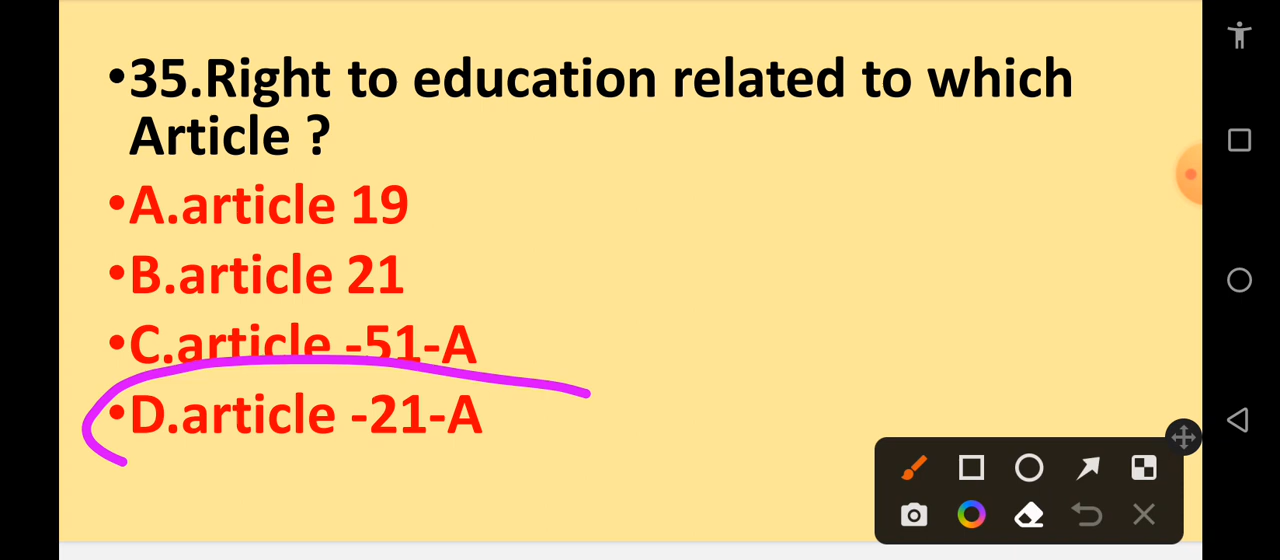 •35.Right to education related to which
Article ?
•A.article 19
•B.article 21
•C.article -51-A
•D.article -21-A